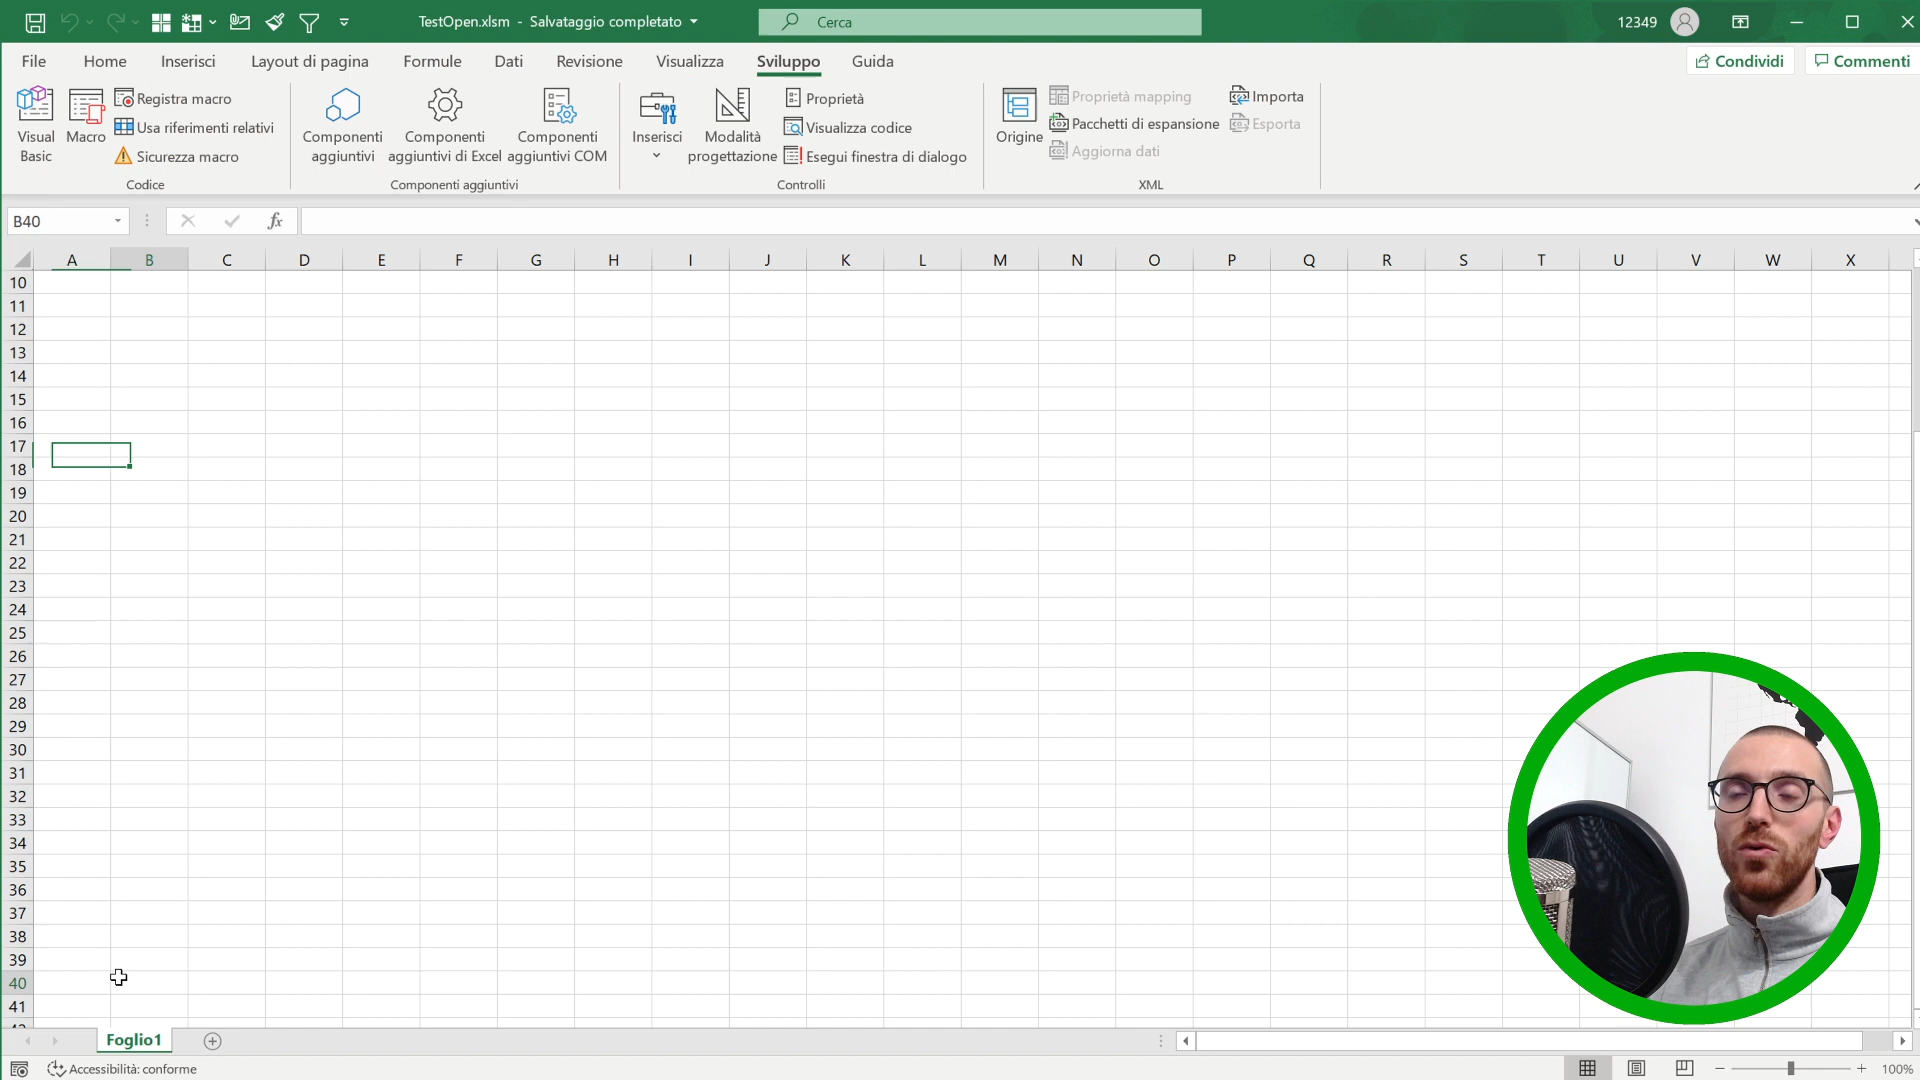 TestOpen.xlsm - Salvataggio completato
Cerca
12349
File Home Inserisci Layout di pagina Formule Dati Revisione Visualizza Sviluppo Guida
Condividi Commenti
Visual Basic
Macro
Registra macro
Usa riferimenti relativi
Sicurezza macro
Codice
Componenti aggiuntivi
Componenti aggiuntivi di Excel
Componenti aggiuntivi COM
Componenti aggiuntivi
Inserisci
Modalità progettazione
Proprietà
Visualizza codice
Esegui finestra di dialogo
Controlli
Origine
Proprietà mapping
Pacchetti di espansione
Aggiorna dati
Importa
Esporta
XML
B40
fx
A B C D E F G H I J K L M N O P Q R S T U V W X
10
11
12
13
14
15
16
17
18
19
20
21
22
23
24
25
26
27
28
29
30
31
32
33
34
35
36
37
38
39
40
41
Foglio1
Accessibilità: conforme
100%